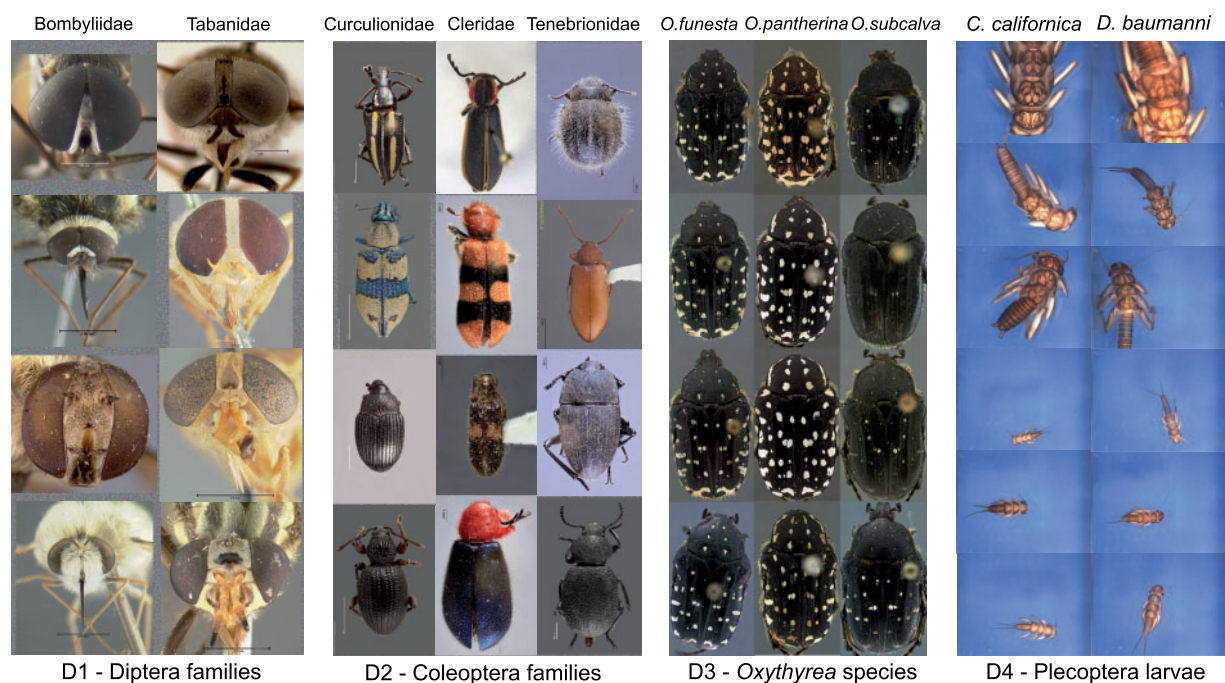 Bombyliidae Tabanidae Curculionidae Cleridae Tenebrionidae O.funesta O.pantherina O.subcalva C. californica D. baumanni
D1 - Diptera families D2 - Coleoptera families D3 - Oxythyrea species D4 - Plecoptera larvae